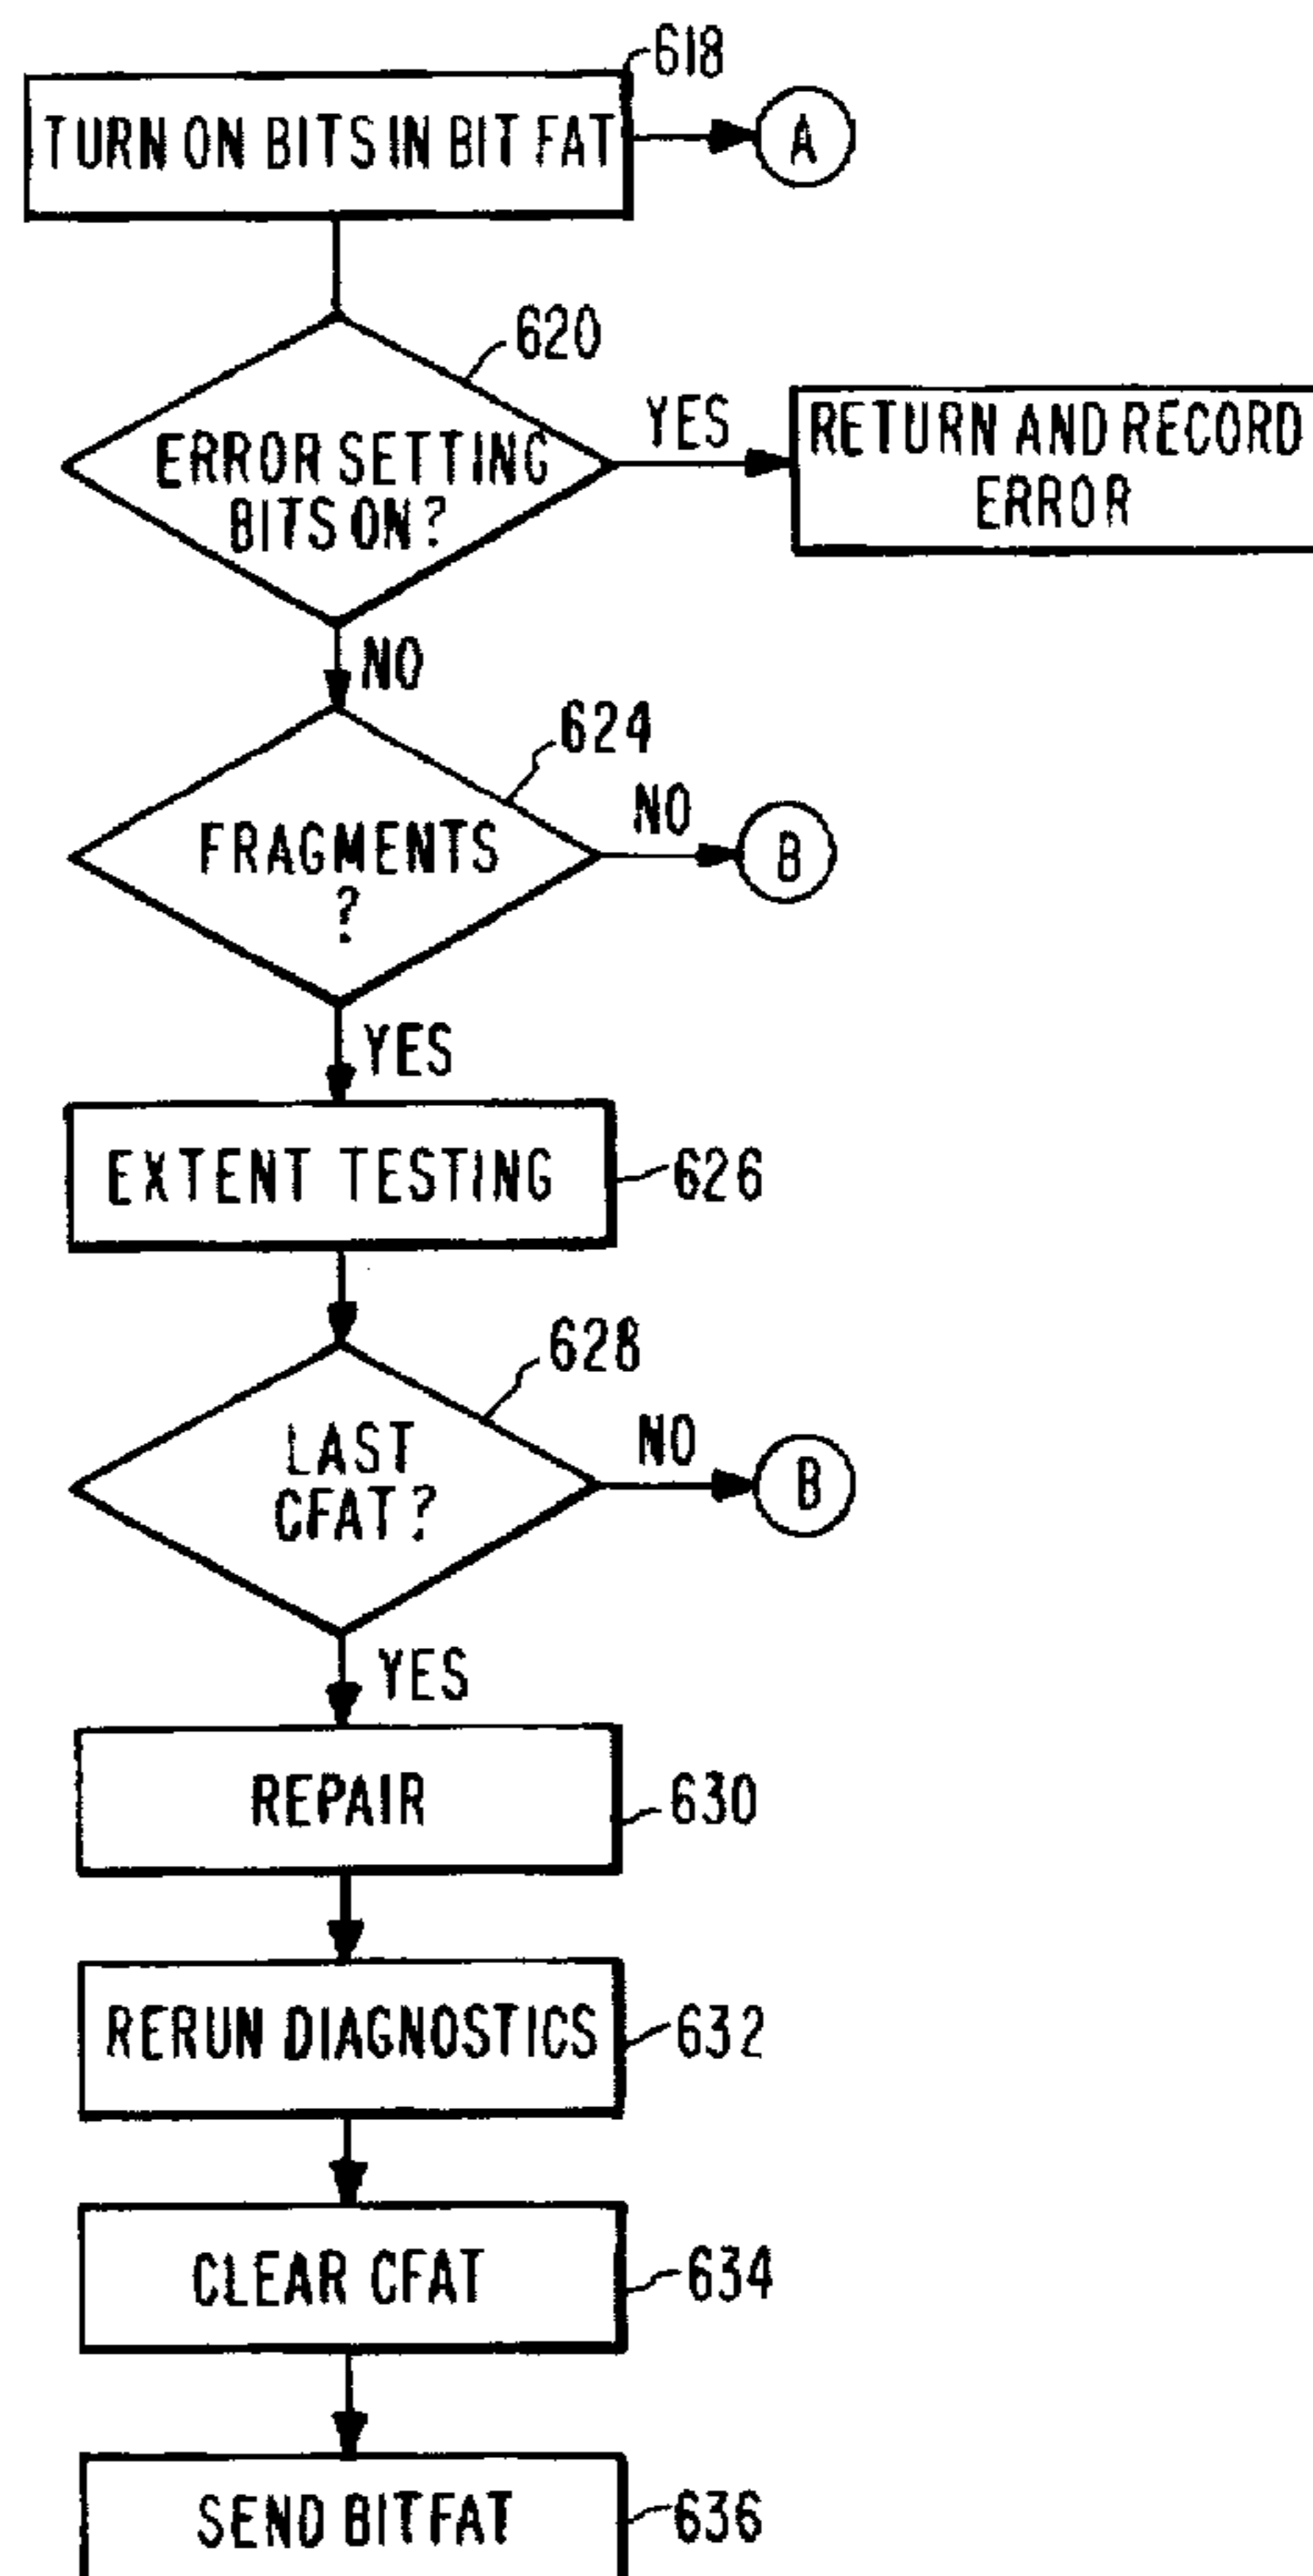 618
TURN ON BITS IN BIT FAT
A
620
ERROR SETTING
BITS ON?
YES
RETURN AND RECORD
ERROR
NO
624
FRAGMENTS
?
NO
B
YES
EXTENT TESTING
626
628
LAST
CFAT?
NO
B
YES
REPAIR
630
RERUN DIAGNOSTICS
632
CLEAR CFAT
634
SEND BITFAT
636